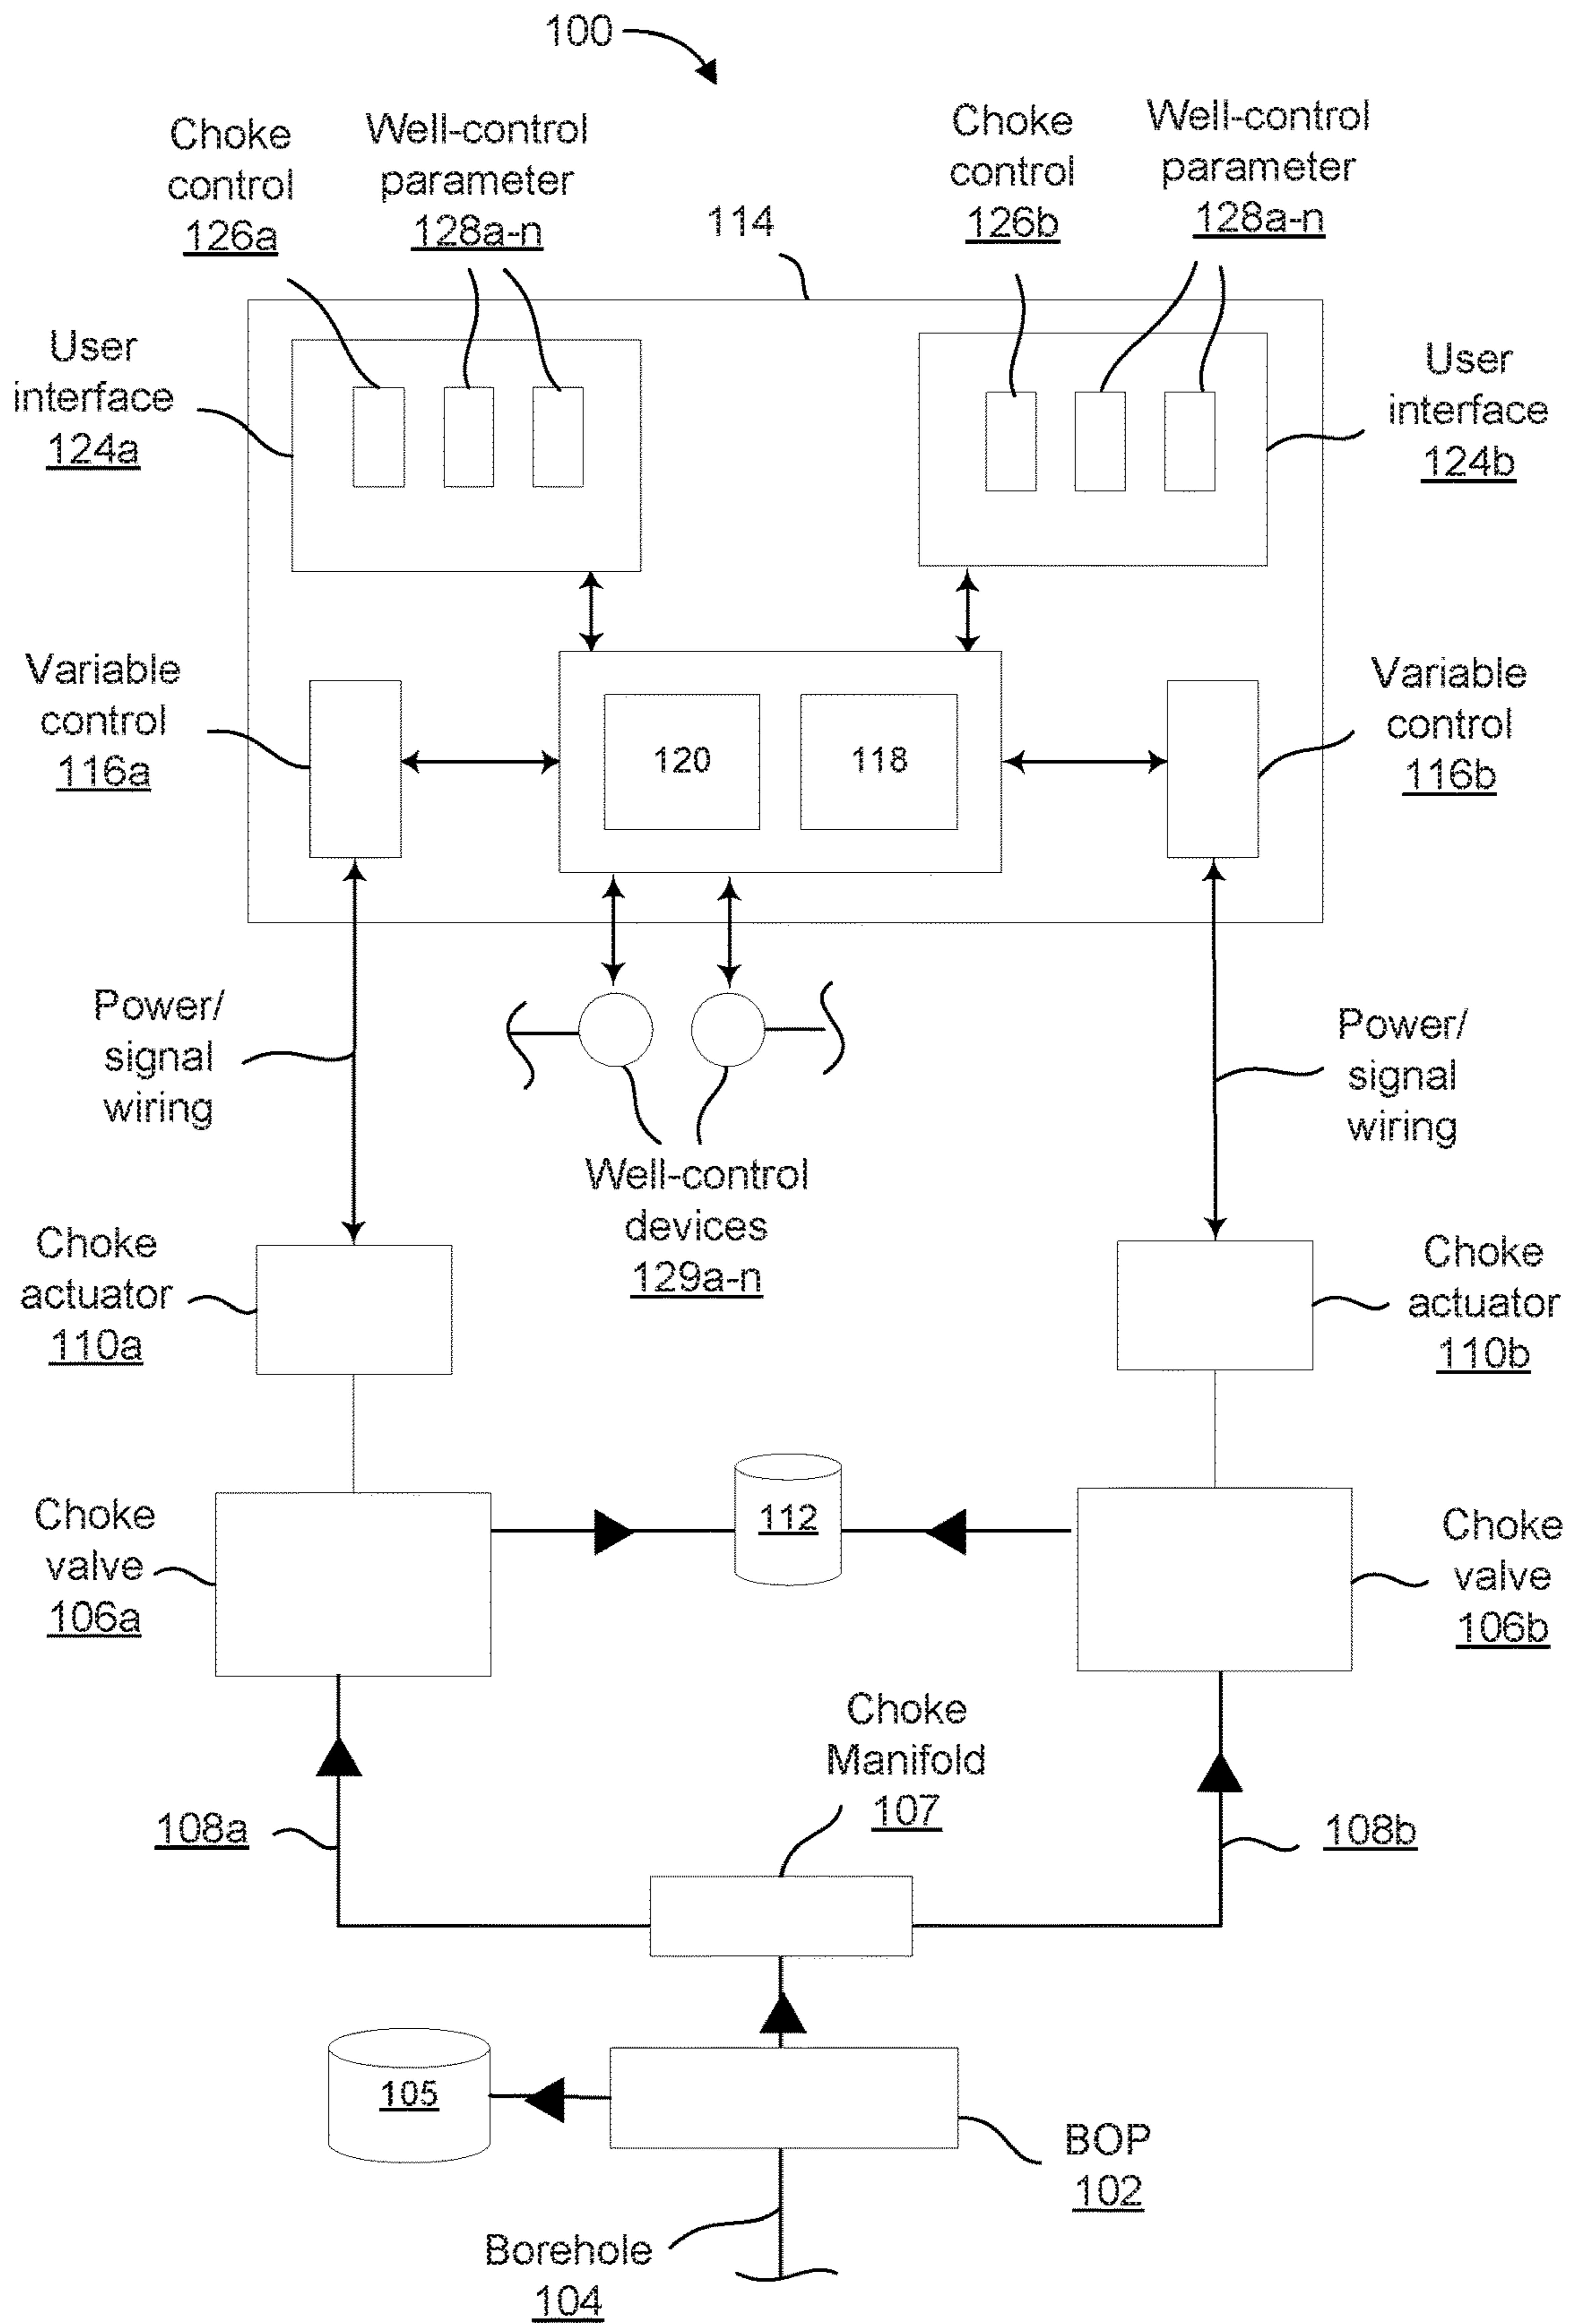 100
Choke
control
126a
Well-control
parameter
128a-n
114
Choke
control
126b
Well-control
parameter
128a-n
User
interface
124a
User
interface
124b
Variable
control
116a
120
118
Variable
control
116b
Power/
signal
wiring
Power/
signal
wiring
Well-control
devices
129a-n
Choke
actuator
110a
Choke
actuator
110b
Choke
valve
106a
112
Choke
valve
106b
Choke
Manifold
107
108a
108b
105
BOP
102
Borehole
104